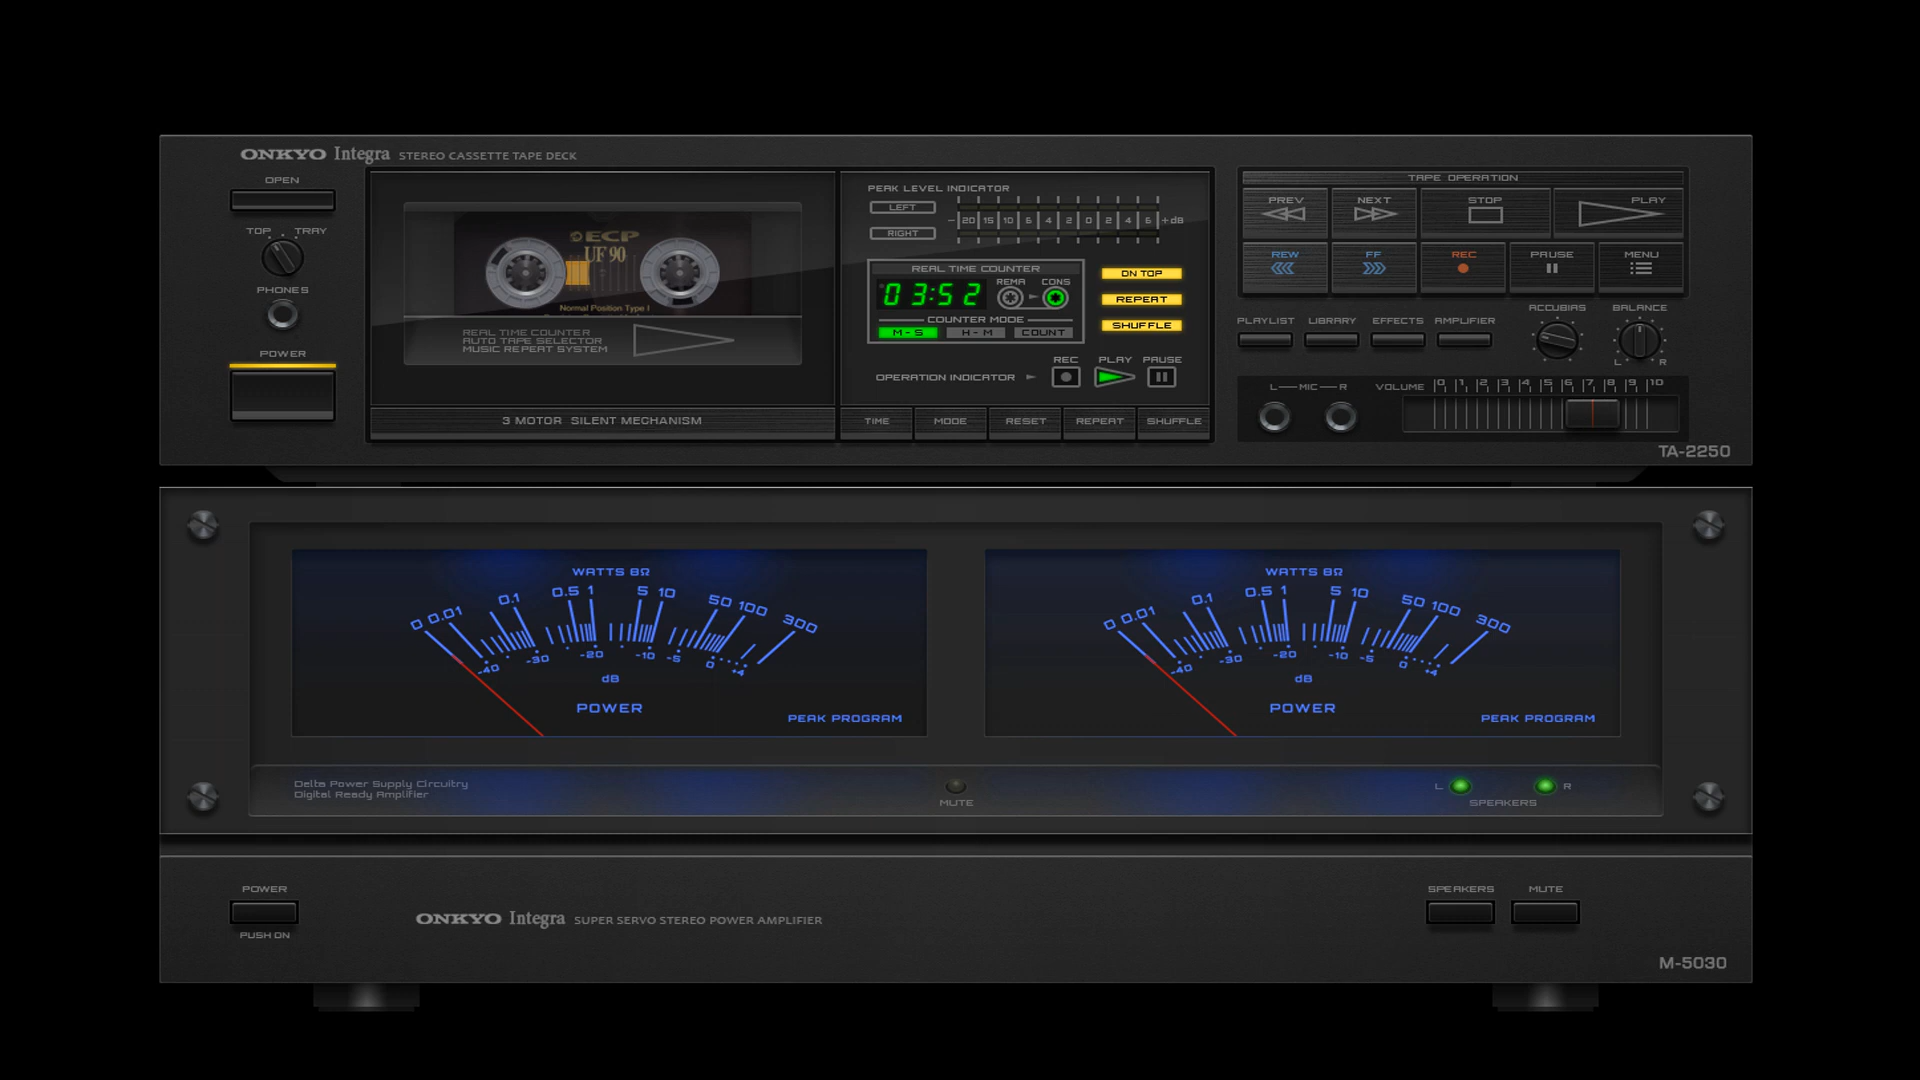 ONKYO Integra STEREO CASSETTE TAPE DECK
OPEN
TOP TRAY
PHONES
POWER
ECP
UF 90
Normal Position Type I
REAL TIME COUNTER
AUTO TAPE SELECTOR
MUSIC REPEAT SYSTEM
3 MOTOR SILENT MECHANISM
PEAK LEVEL INDICATOR
LEFT
- 20 15 10 6 4 2 0 2 4 6 +dB
RIGHT
REAL TIME COUNTER
03:52
REMA CONS
COUNTER MODE
M - S H - M COUNT
ON TOP
REPEAT
SHUFFLE
REC PLAY PAUSE
OPERATION INDICATOR
TIME MODE RESET REPEAT SHUFFLE
TAPE OPERATION
PREV NEXT STOP PLAY
REW FF REC PAUSE MENU
PLAYLIST LIBRARY EFFECTS AMPLIFIER
ACCUBIAS BALANCE
L R
L MIC R
VOLUME 0 1 2 3 4 5 6 7 8 9 10
TA-2250
WATTS 8Ω
0 0.01 0.1 0.5 1 5 10 50 100 300
-40 -30 -20 -10 -5 0 +4
dB
POWER
PEAK PROGRAM
WATTS 8Ω
0 0.01 0.1 0.5 1 5 10 50 100 300
-40 -30 -20 -10 -5 0 +4
dB
POWER
PEAK PROGRAM
Delta Power Supply Circuitry
Digital Ready Amplifier
MUTE
L R
SPEAKERS
POWER
PUSH ON
ONKYO Integra SUPER SERVO STEREO POWER AMPLIFIER
SPEAKERS MUTE
M-5030